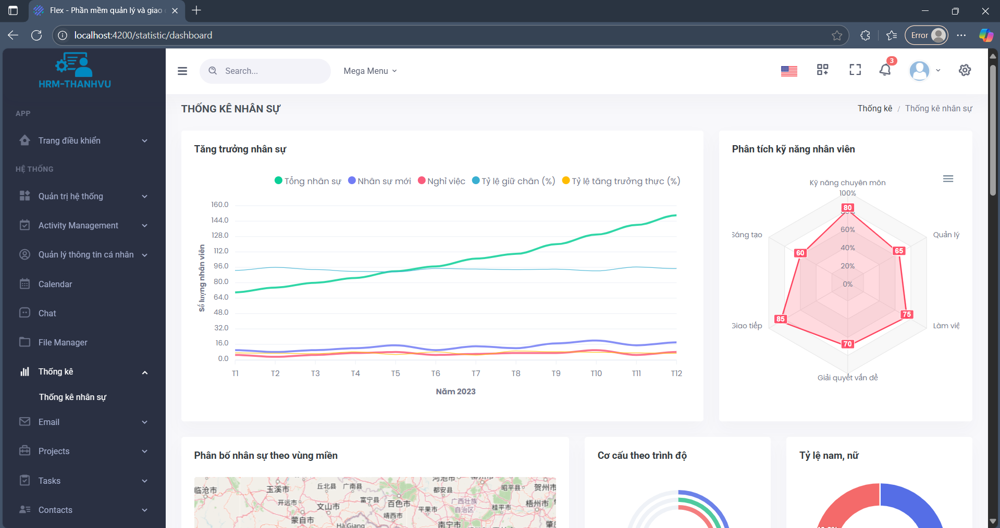 Flex - Phần mềm quản lý và giao
localhost:4200/statistic/dashboard
Error
HRM-THANHVU
Search...
Mega Menu
3
APP
Trang điều khiển
HỆ THỐNG
Quản trị hệ thống
Activity Management
Quản lý thông tin cá nhân
Calendar
Chat
File Manager
Thống kê
Thống kê nhân sự
Email
Projects
Tasks
Contacts
THỐNG KÊ NHÂN SỰ
Thống kê / Thống kê nhân sự
Tăng trưởng nhân sự
Tổng nhân sự Nhân sự mới Nghỉ việc Tỷ lệ giữ chân (%) Tỷ lệ tăng trưởng thực (%)
Số lượng nhân viên
160.0
144.0
128.0
112.0
96.0
80.0
64.0
48.0
32.0
16.0
0.0
T1 T2 T3 T4 T5 T6 T7 T8 T9 T10 T11 T12
Năm 2023
Phân tích kỹ năng nhân viên
Kỹ năng chuyên môn
100%
80
60%
40%
20%
0%
Sáng tạo
Quản lý
60
65
85
75
70
Giao tiếp
Làm việ
Giải quyết vấn đề
Phân bố nhân sự theo vùng miền
临沧市
玉溪市
丘北县
广南县
河池市
都安县
昭平县
贺州市
开远市
文山市
富宁县
百色市
平果市
广西壮族
自治区
桂平市
梧州市
蒙自市
靖西市
南宁市
Hà Giang
Cơ cấu theo trình độ
Tỷ lệ nam, nữ